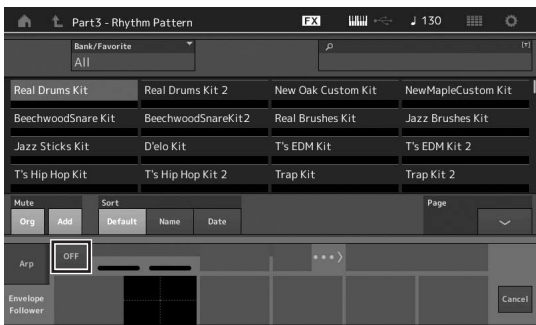 Part3 - Rhythm Pattern FX ♩ 130
Bank/Favorite
All
Real Drums Kit Real Drums Kit 2 New Oak Custom Kit NewMapleCustom Kit
BeechwoodSnare Kit BeechwoodSnareKit2 Real Brushes Kit Jazz Brushes Kit
Jazz Sticks Kit D'elo Kit T's EDM Kit T's EDM Kit 2
T's Hip Hop Kit T's Hip Hop Kit 2 Trap Kit Trap Kit 2
Mute Sort Page
Org Add Default Name Date
Arp OFF
Envelope
Follower Cancel